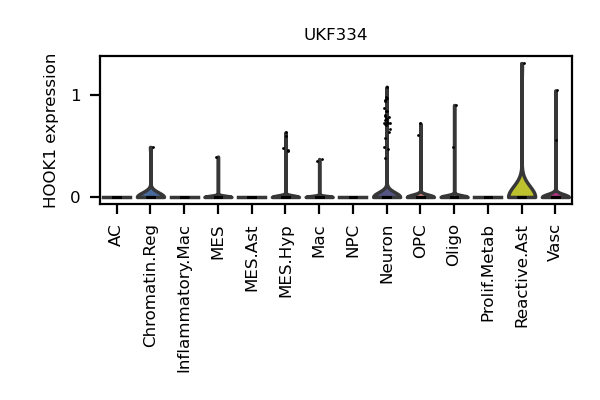 UKF334
HOOK1 expression
1
0
AC
Chromatin.Reg
Inflammatory.Mac
MES
MES.Ast
MES.Hyp
Mac
NPC
Neuron
OPC
Oligo
Prolif.Metab
Reactive.Ast
Vasc